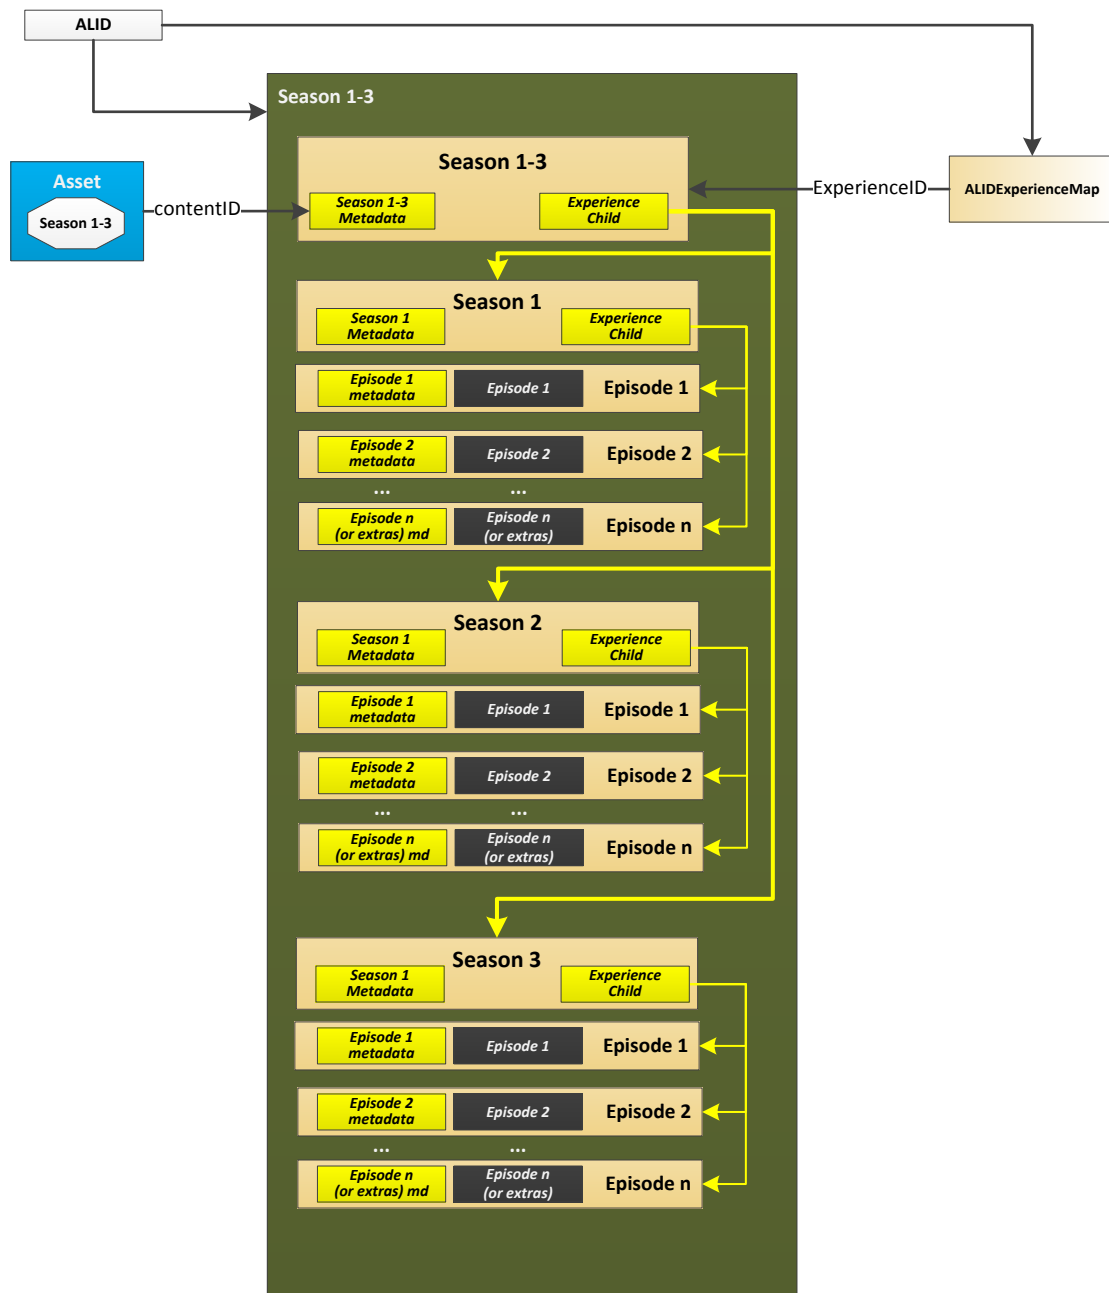 ALID
Season 1-3
Asset
Season 1-3
contentID
Season 1-3
Season 1-3
Metadata
Experience
Child
ExperienceID
ALIDExperienceMap
Season 1
Season 1
Metadata
Experience
Child
Episode 1
metadata
Episode 1
Episode 1
Episode 2
metadata
Episode 2
Episode 2
...
...
Episode n
(or extras) md
Episode n
(or extras)
Episode n
Season 2
Season 1
Metadata
Experience
Child
Episode 1
metadata
Episode 1
Episode 1
Episode 2
metadata
Episode 2
Episode 2
...
...
Episode n
(or extras) md
Episode n
(or extras)
Episode n
Season 3
Season 1
Metadata
Experience
Child
Episode 1
metadata
Episode 1
Episode 1
Episode 2
metadata
Episode 2
Episode 2
...
...
Episode n
(or extras) md
Episode n
(or extras)
Episode n